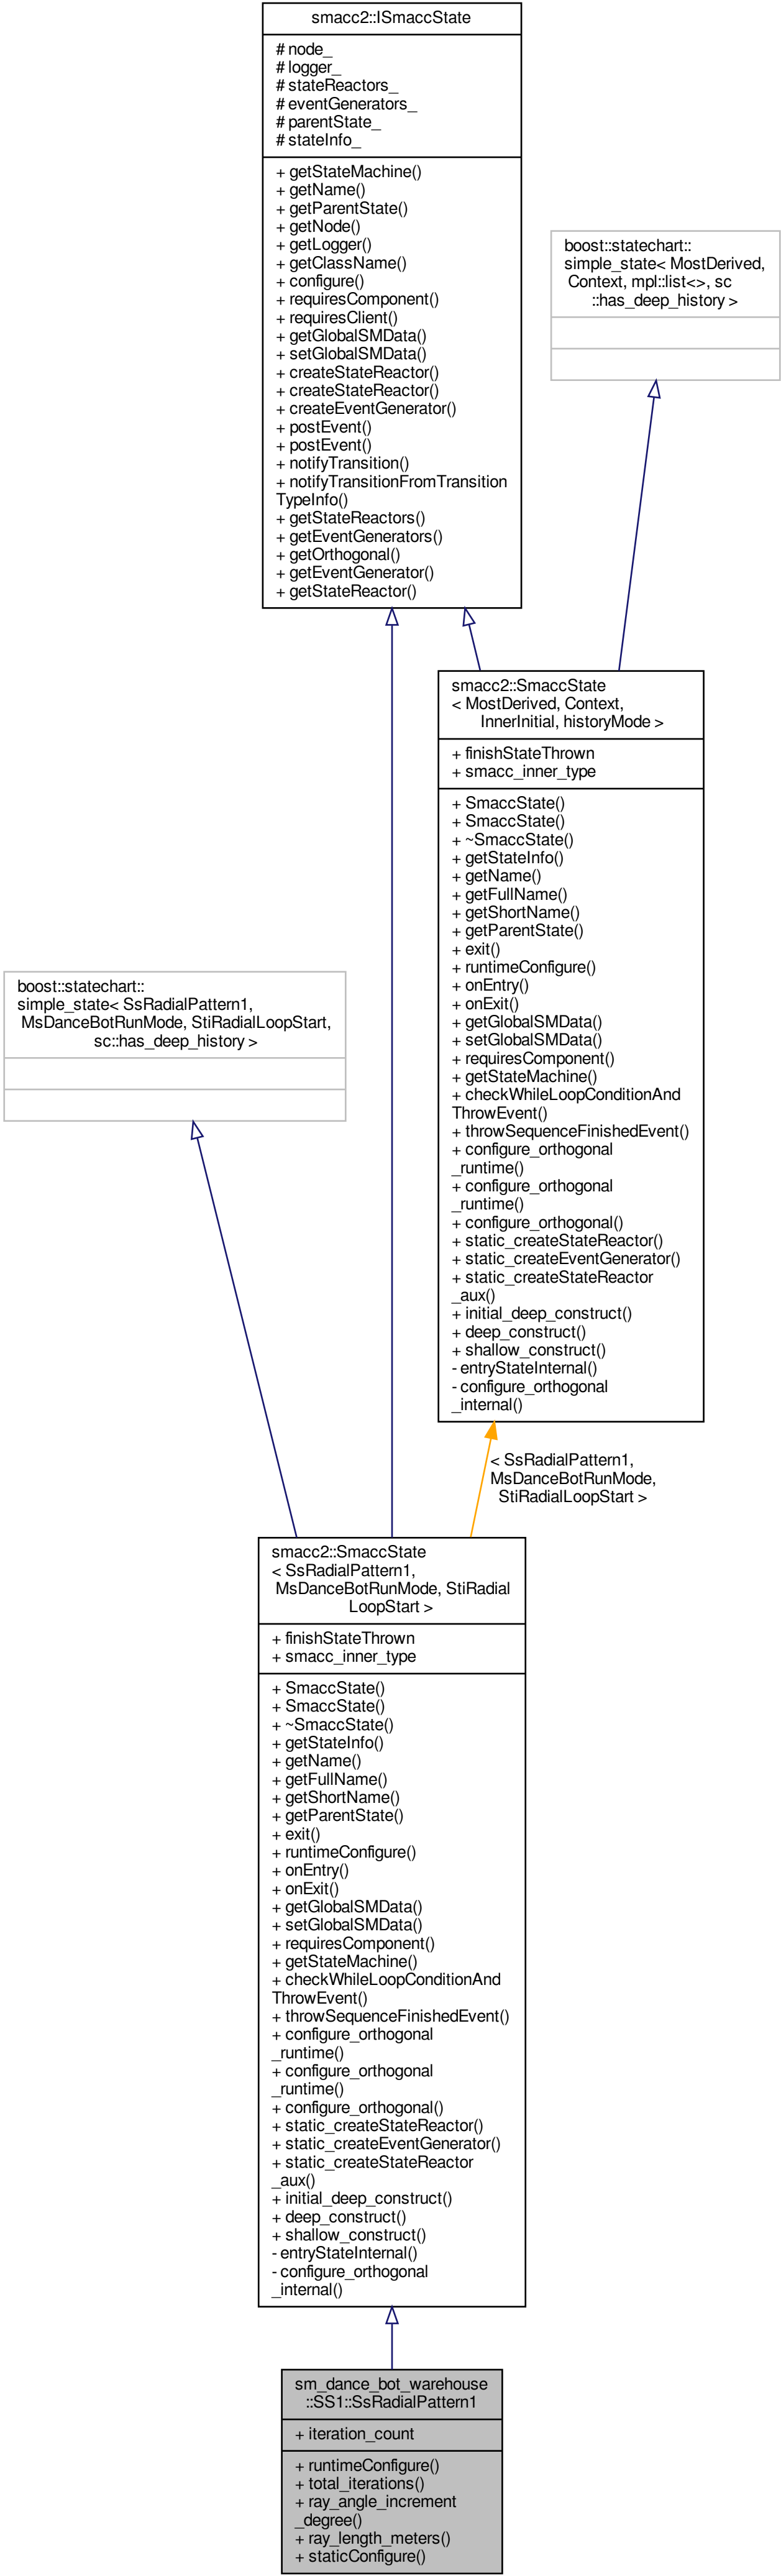 smacc2::ISmaccState
# node_
# logger_
# stateReactors_
# eventGenerators_
# parentState_
# stateInfo_
+ getStateMachine()
+ getName()
+ getParentState()
+ getNode()
+ getLogger()
+ getClassName()
+ configure()
+ requiresComponent()
+ requiresClient()
+ getGlobalSMData()
+ setGlobalSMData()
+ createStateReactor()
+ createStateReactor()
+ createEventGenerator()
+ postEvent()
+ postEvent()
+ notifyTransition()
+ notifyTransitionFromTransition
TypeInfo()
+ getStateReactors()
+ getEventGenerators()
+ getOrthogonal()
+ getEventGenerator()
+ getStateReactor()
boost::statechart::
simple_state< MostDerived,
Context, mpl::list<>, sc
::has_deep_history >
smacc2::SmaccState
< MostDerived, Context,
InnerInitial, historyMode >
+ finishStateThrown
+ smacc_inner_type
+ SmaccState()
+ SmaccState()
+ ~SmaccState()
+ getStateInfo()
+ getName()
+ getFullName()
+ getShortName()
+ getParentState()
+ exit()
+ runtimeConfigure()
+ onEntry()
+ onExit()
+ getGlobalSMData()
+ setGlobalSMData()
+ requiresComponent()
+ getStateMachine()
+ checkWhileLoopConditionAnd
ThrowEvent()
+ throwSequenceFinishedEvent()
+ configure_orthogonal
_runtime()
+ configure_orthogonal
_runtime()
+ configure_orthogonal()
+ static_createStateReactor()
+ static_createEventGenerator()
+ static_createStateReactor
_aux()
+ initial_deep_construct()
+ deep_construct()
+ shallow_construct()
- entryStateInternal()
- configure_orthogonal
_internal()
boost::statechart::
simple_state< SsRadialPattern1,
MsDanceBotRunMode, StiRadialLoopStart,
sc::has_deep_history >
< SsRadialPattern1,
MsDanceBotRunMode,
StiRadialLoopStart >
smacc2::SmaccState
< SsRadialPattern1,
MsDanceBotRunMode, StiRadial
LoopStart >
+ finishStateThrown
+ smacc_inner_type
+ SmaccState()
+ SmaccState()
+ ~SmaccState()
+ getStateInfo()
+ getName()
+ getFullName()
+ getShortName()
+ getParentState()
+ exit()
+ runtimeConfigure()
+ onEntry()
+ onExit()
+ getGlobalSMData()
+ setGlobalSMData()
+ requiresComponent()
+ getStateMachine()
+ checkWhileLoopConditionAnd
ThrowEvent()
+ throwSequenceFinishedEvent()
+ configure_orthogonal
_runtime()
+ configure_orthogonal
_runtime()
+ configure_orthogonal()
+ static_createStateReactor()
+ static_createEventGenerator()
+ static_createStateReactor
_aux()
+ initial_deep_construct()
+ deep_construct()
+ shallow_construct()
- entryStateInternal()
- configure_orthogonal
_internal()
sm_dance_bot_warehouse
::SS1::SsRadialPattern1
+ iteration_count
+ runtimeConfigure()
+ total_iterations()
+ ray_angle_increment
_degree()
+ ray_length_meters()
+ staticConfigure()